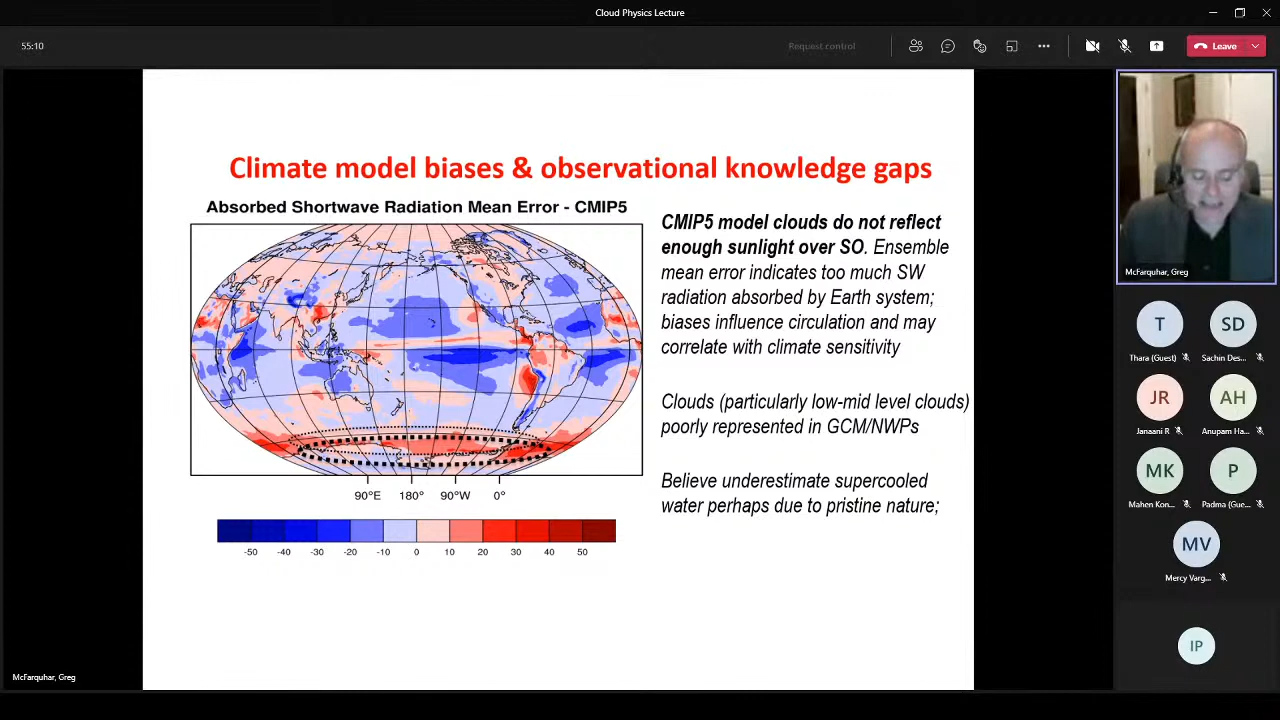 Cloud Physics Lecture
55:10
Request control
Leave
Climate model biases & observational knowledge gaps
Absorbed Shortwave Radiation Mean Error - CMIP5
90°E 180° 90°W 0°
-50 -40 -30 -20 -10 0 10 20 30 40 50
CMIP5 model clouds do not reflect
enough sunlight over SO. Ensemble
mean error indicates too much SW
radiation absorbed by Earth system;
biases influence circulation and may
correlate with climate sensitivity
Clouds (particularly low-mid level clouds)
poorly represented in GCM/NWPs
Believe underestimate supercooled
water perhaps due to pristine nature;
McFarquhar, Greg
McFarquhar, Greg
T SD
Thara (Guest) Sachin Des...
JR AH
Janaani R Anupam Ha...
MK P
Mahen Kon... Padma (Gue...
MV
Mercy Varg...
IP